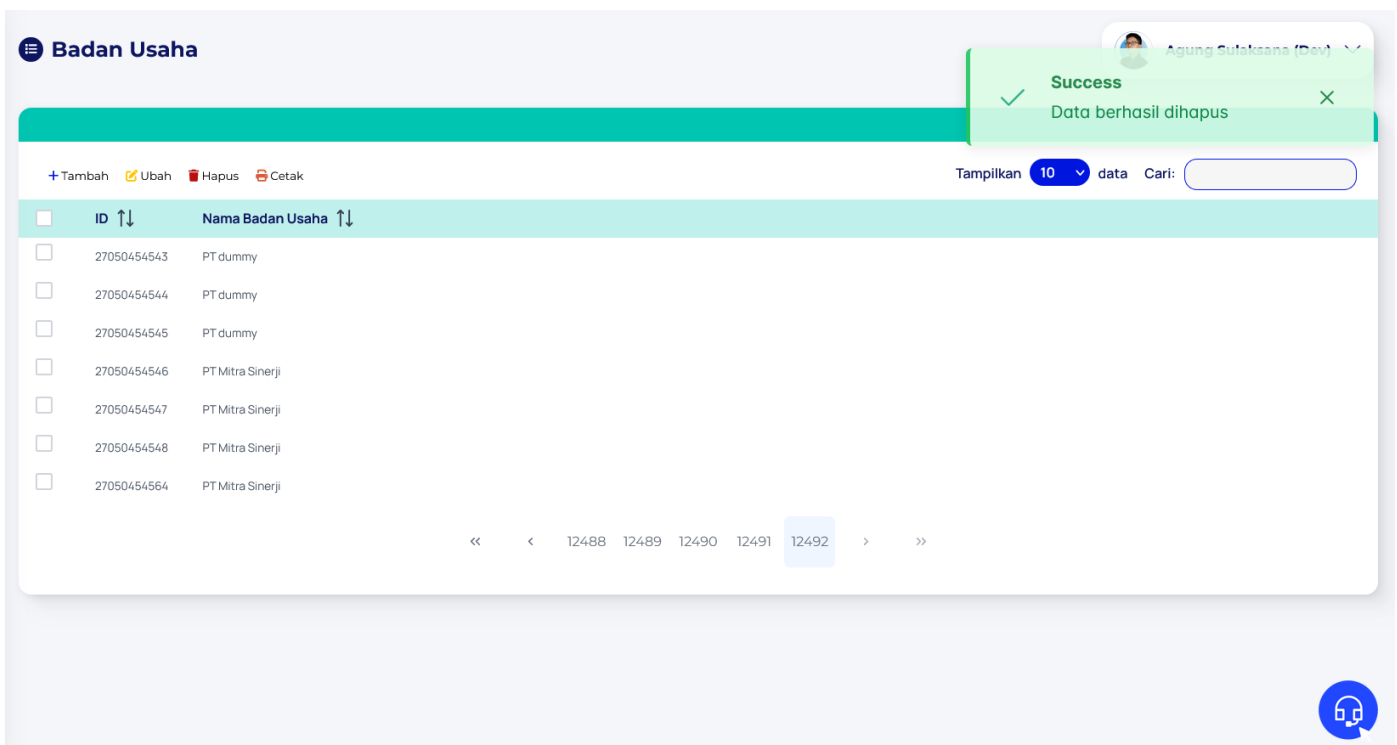 Badan Usaha
Agung Sulaksana (Dev)
Success
Data berhasil dihapus
Tambah Ubah Hapus Cetak
Tampilkan 10 data Cari:
ID Nama Badan Usaha
27050454543 PT dummy
27050454544 PT dummy
27050454545 PT dummy
27050454546 PT Mitra Sinerji
27050454547 PT Mitra Sinerji
27050454548 PT Mitra Sinerji
27050454564 PT Mitra Sinerji
« ‹ 12488 12489 12490 12491 12492 › »